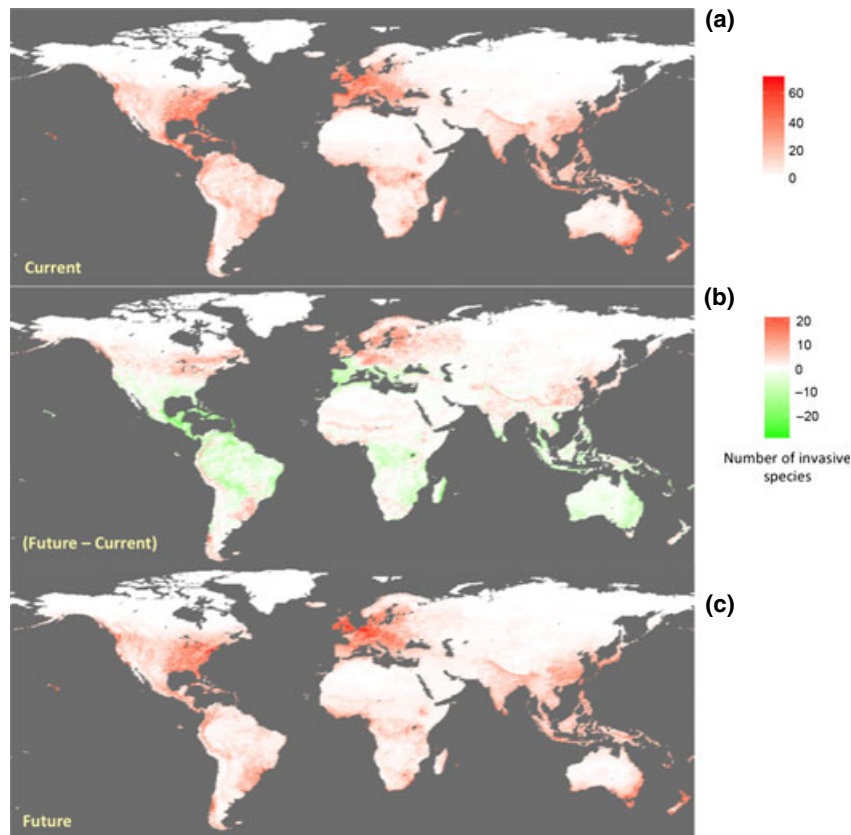 (a)
60
40
20
0
Current
(b)
20
10
0
−10
−20
Number of invasive
species
(Future – Current)
(c)
Future